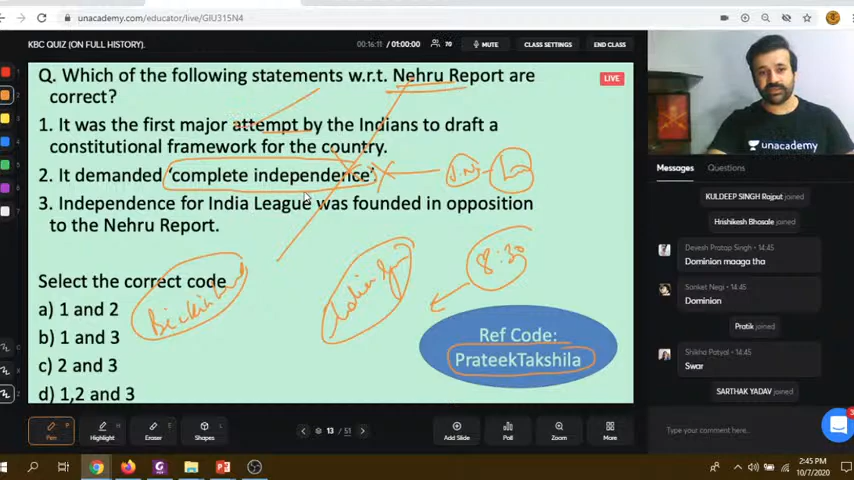 unacademy.com/educator/live/GIU315N4
KBC QUIZ (ON FULL HISTORY).
00:16:11 / 01:00:00
70
MUTE
CLASS SETTINGS
END CLASS
Q. Which of the following statements w.r.t. Nehru Report are
correct?
LIVE
1. It was the first major attempt by the Indians to draft a
constitutional framework for the country.
2. It demanded ‘complete independence’
3. Independence for India League was founded in opposition
to the Nehru Report.
8:30
Select the correct code
a) 1 and 2
b) 1 and 3
c) 2 and 3
d) 1,2 and 3
Ref Code:
PrateekTakshila
unacademy
Messages
Questions
KULDEEP SINGH Rajput joined
Hrishikesh Bhosale joined
Devesh Pratap Singh • 14:45
Dominion maaga tha
Sanket Negi • 14:45
Dominion
Pratik joined
Shikha Patyal • 14:45
Swar
SARTHAK YADAV joined
Read the only. Type your comment..
Pen
Highlight
Eraser
Shapes
13 / 51
Add Slide
Poll
Zoom
More
2:45 PM
10/7/2020